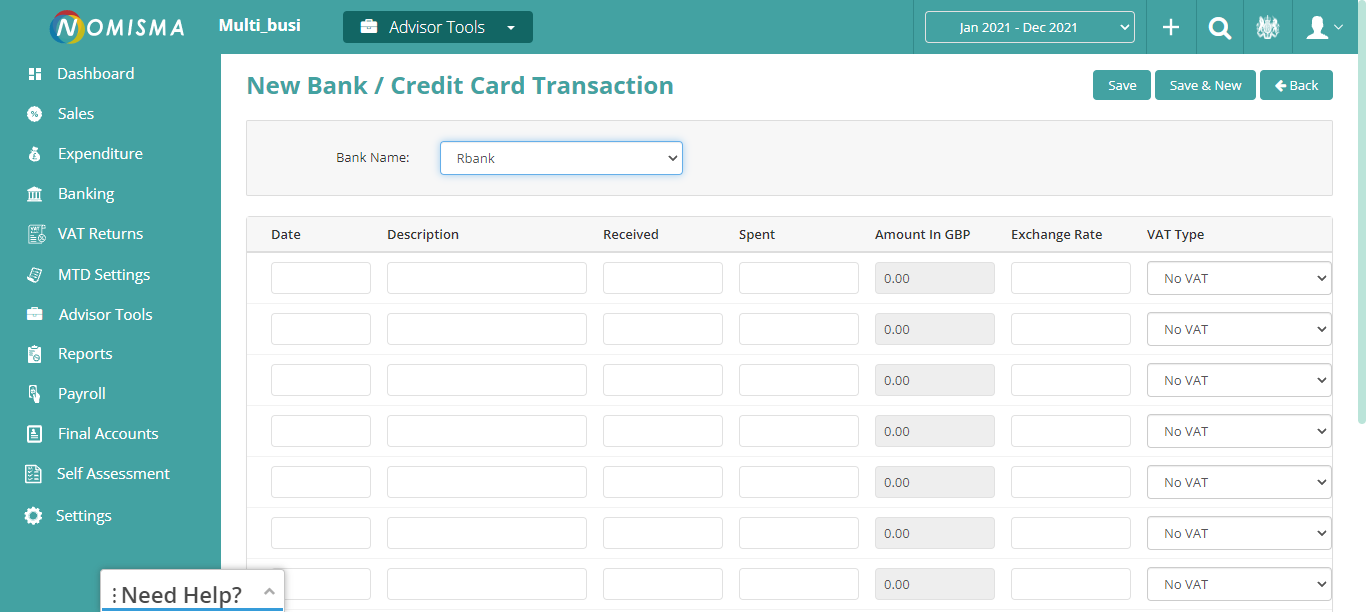 NOMISMA Multi_busi Advisor Tools Jan 2021 - Dec 2021
Dashboard
Sales
Expenditure
Banking
VAT Returns
MTD Settings
Advisor Tools
Reports
Payroll
Final Accounts
Self Assessment
Settings
New Bank / Credit Card Transaction Save Save & New Back
Bank Name: Rbank
Date Description Received Spent Amount In GBP Exchange Rate VAT Type
0.00 No VAT
0.00 No VAT
0.00 No VAT
0.00 No VAT
0.00 No VAT
0.00 No VAT
0.00 No VAT
Need Help?